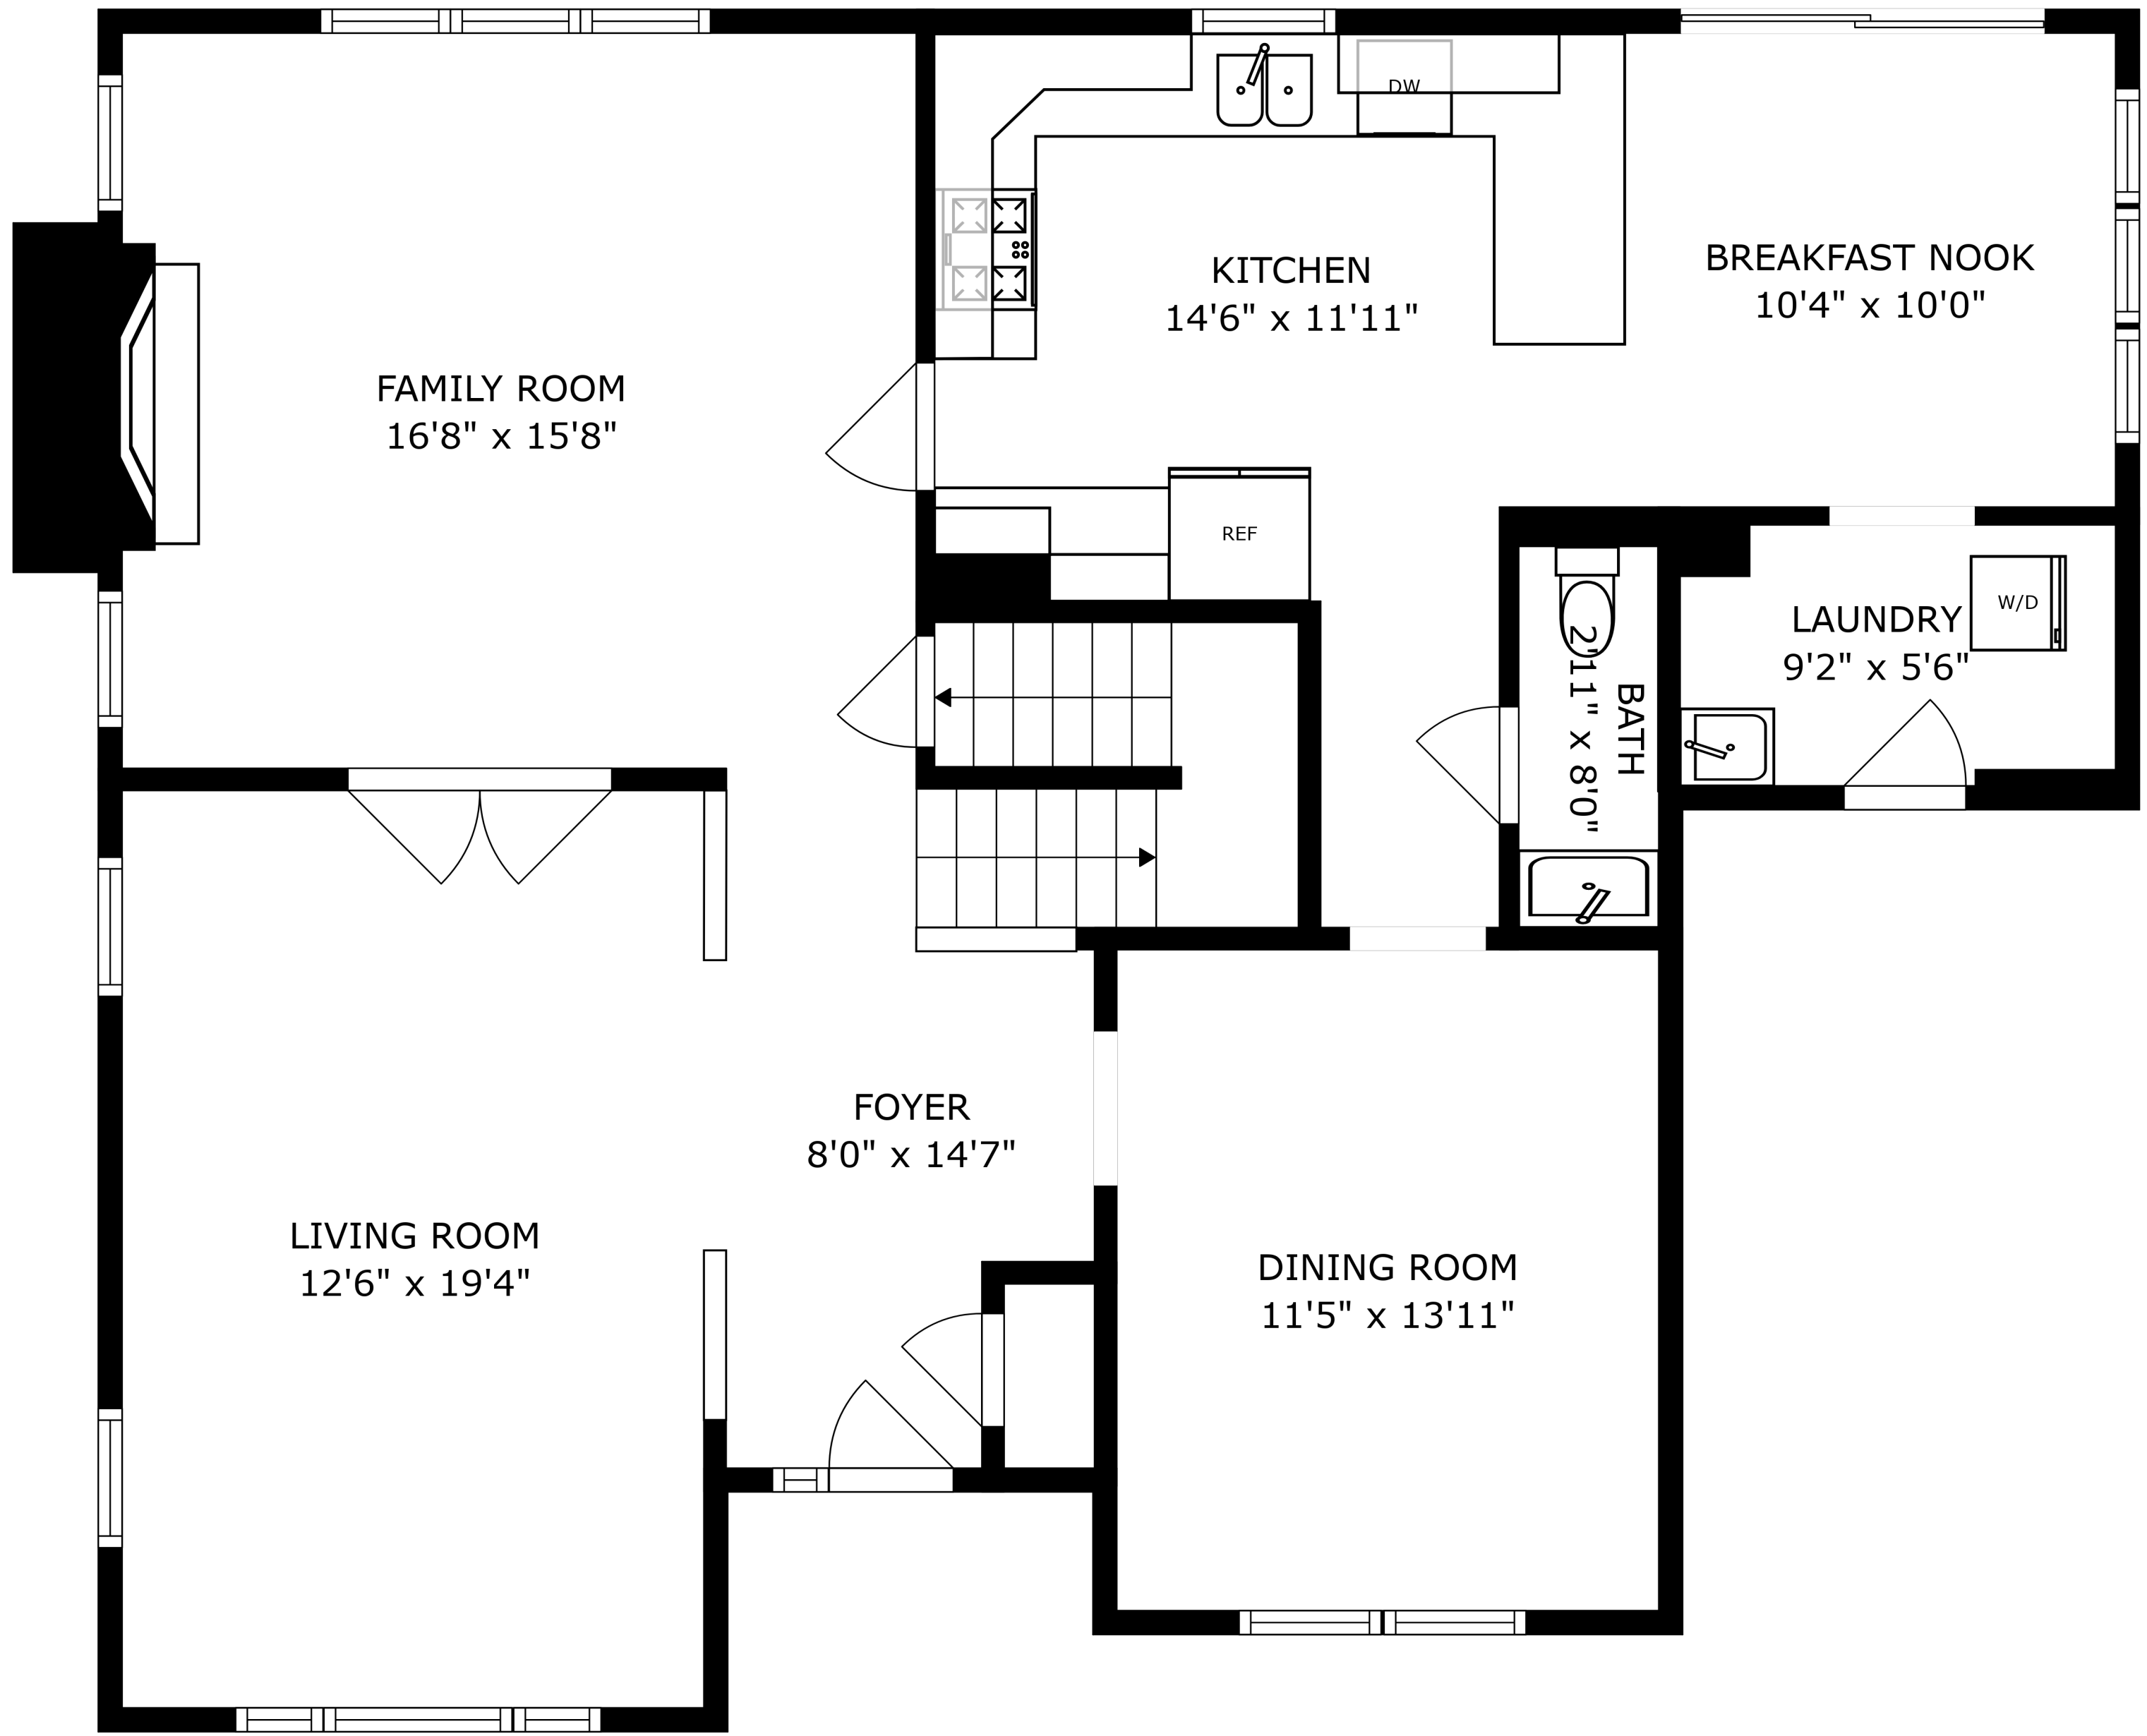 DW
KITCHEN
14'6" x 11'11"
BREAKFAST NOOK
10'4" x 10'0"
FAMILY ROOM
16'8" x 15'8"
REF
W/D
LAUNDRY
9'2" x 5'6"
BATH
2'11" x 8'0"
FOYER
8'0" x 14'7"
LIVING ROOM
12'6" x 19'4"
DINING ROOM
11'5" x 13'11"